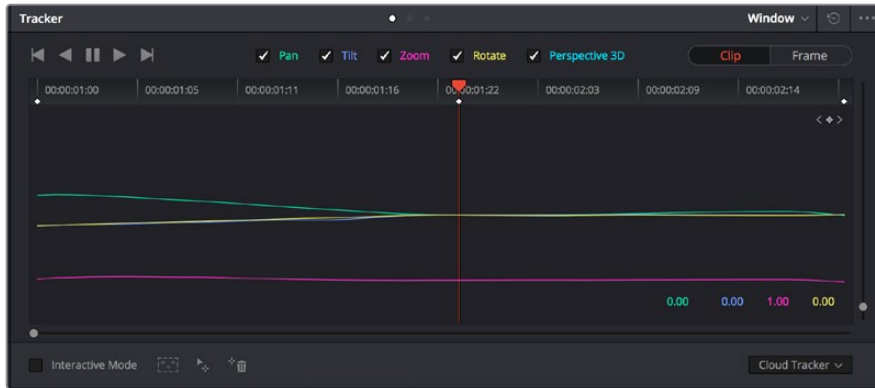 Tracker
Window
Pan Tilt Zoom Rotate Perspective 3D Clip Frame
00:00:01:00 00:00:01:05 00:00:01:11 00:00:01:16 00:00:01:22 00:00:02:03 00:00:02:09 00:00:02:14
0.00 0.00 1.00 0.00
Interactive Mode
Cloud Tracker